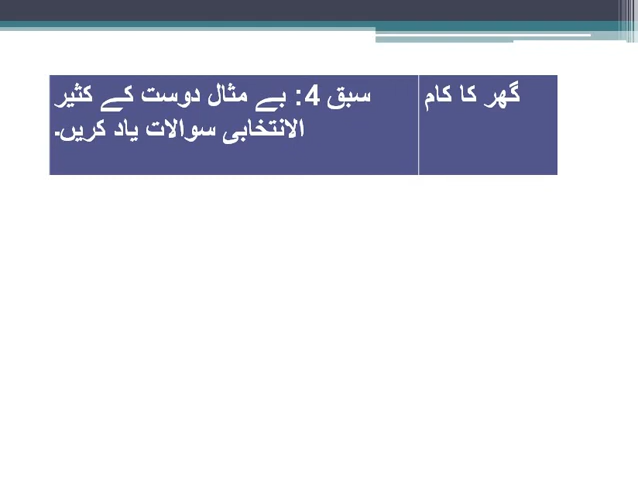 گھر کا کام
سبق 4: بے مثال دوست کے کثیر
الانتخابی سوالات یاد کریں۔